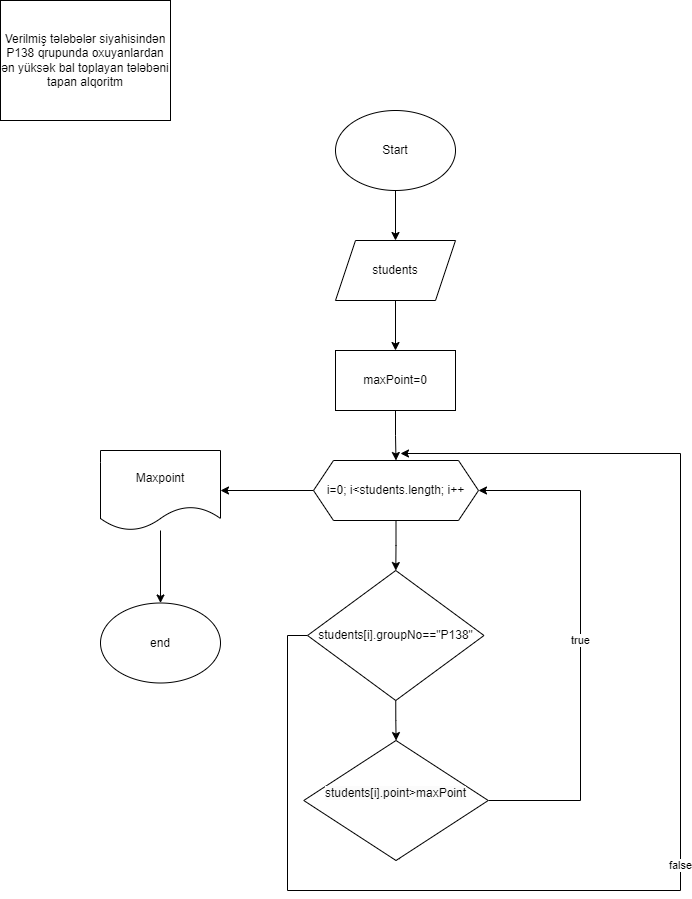 Verilmiş tələbələr siyahisindən
P138 qrupunda oxuyanlardan
ən yüksək bal toplayan tələbəni
tapan alqoritm
Start
students
maxPoint=0
Maxpoint
i=0; i<students.length; i++
students[i].groupNo=="P138"
end
true
students[i].point>maxPoint
false